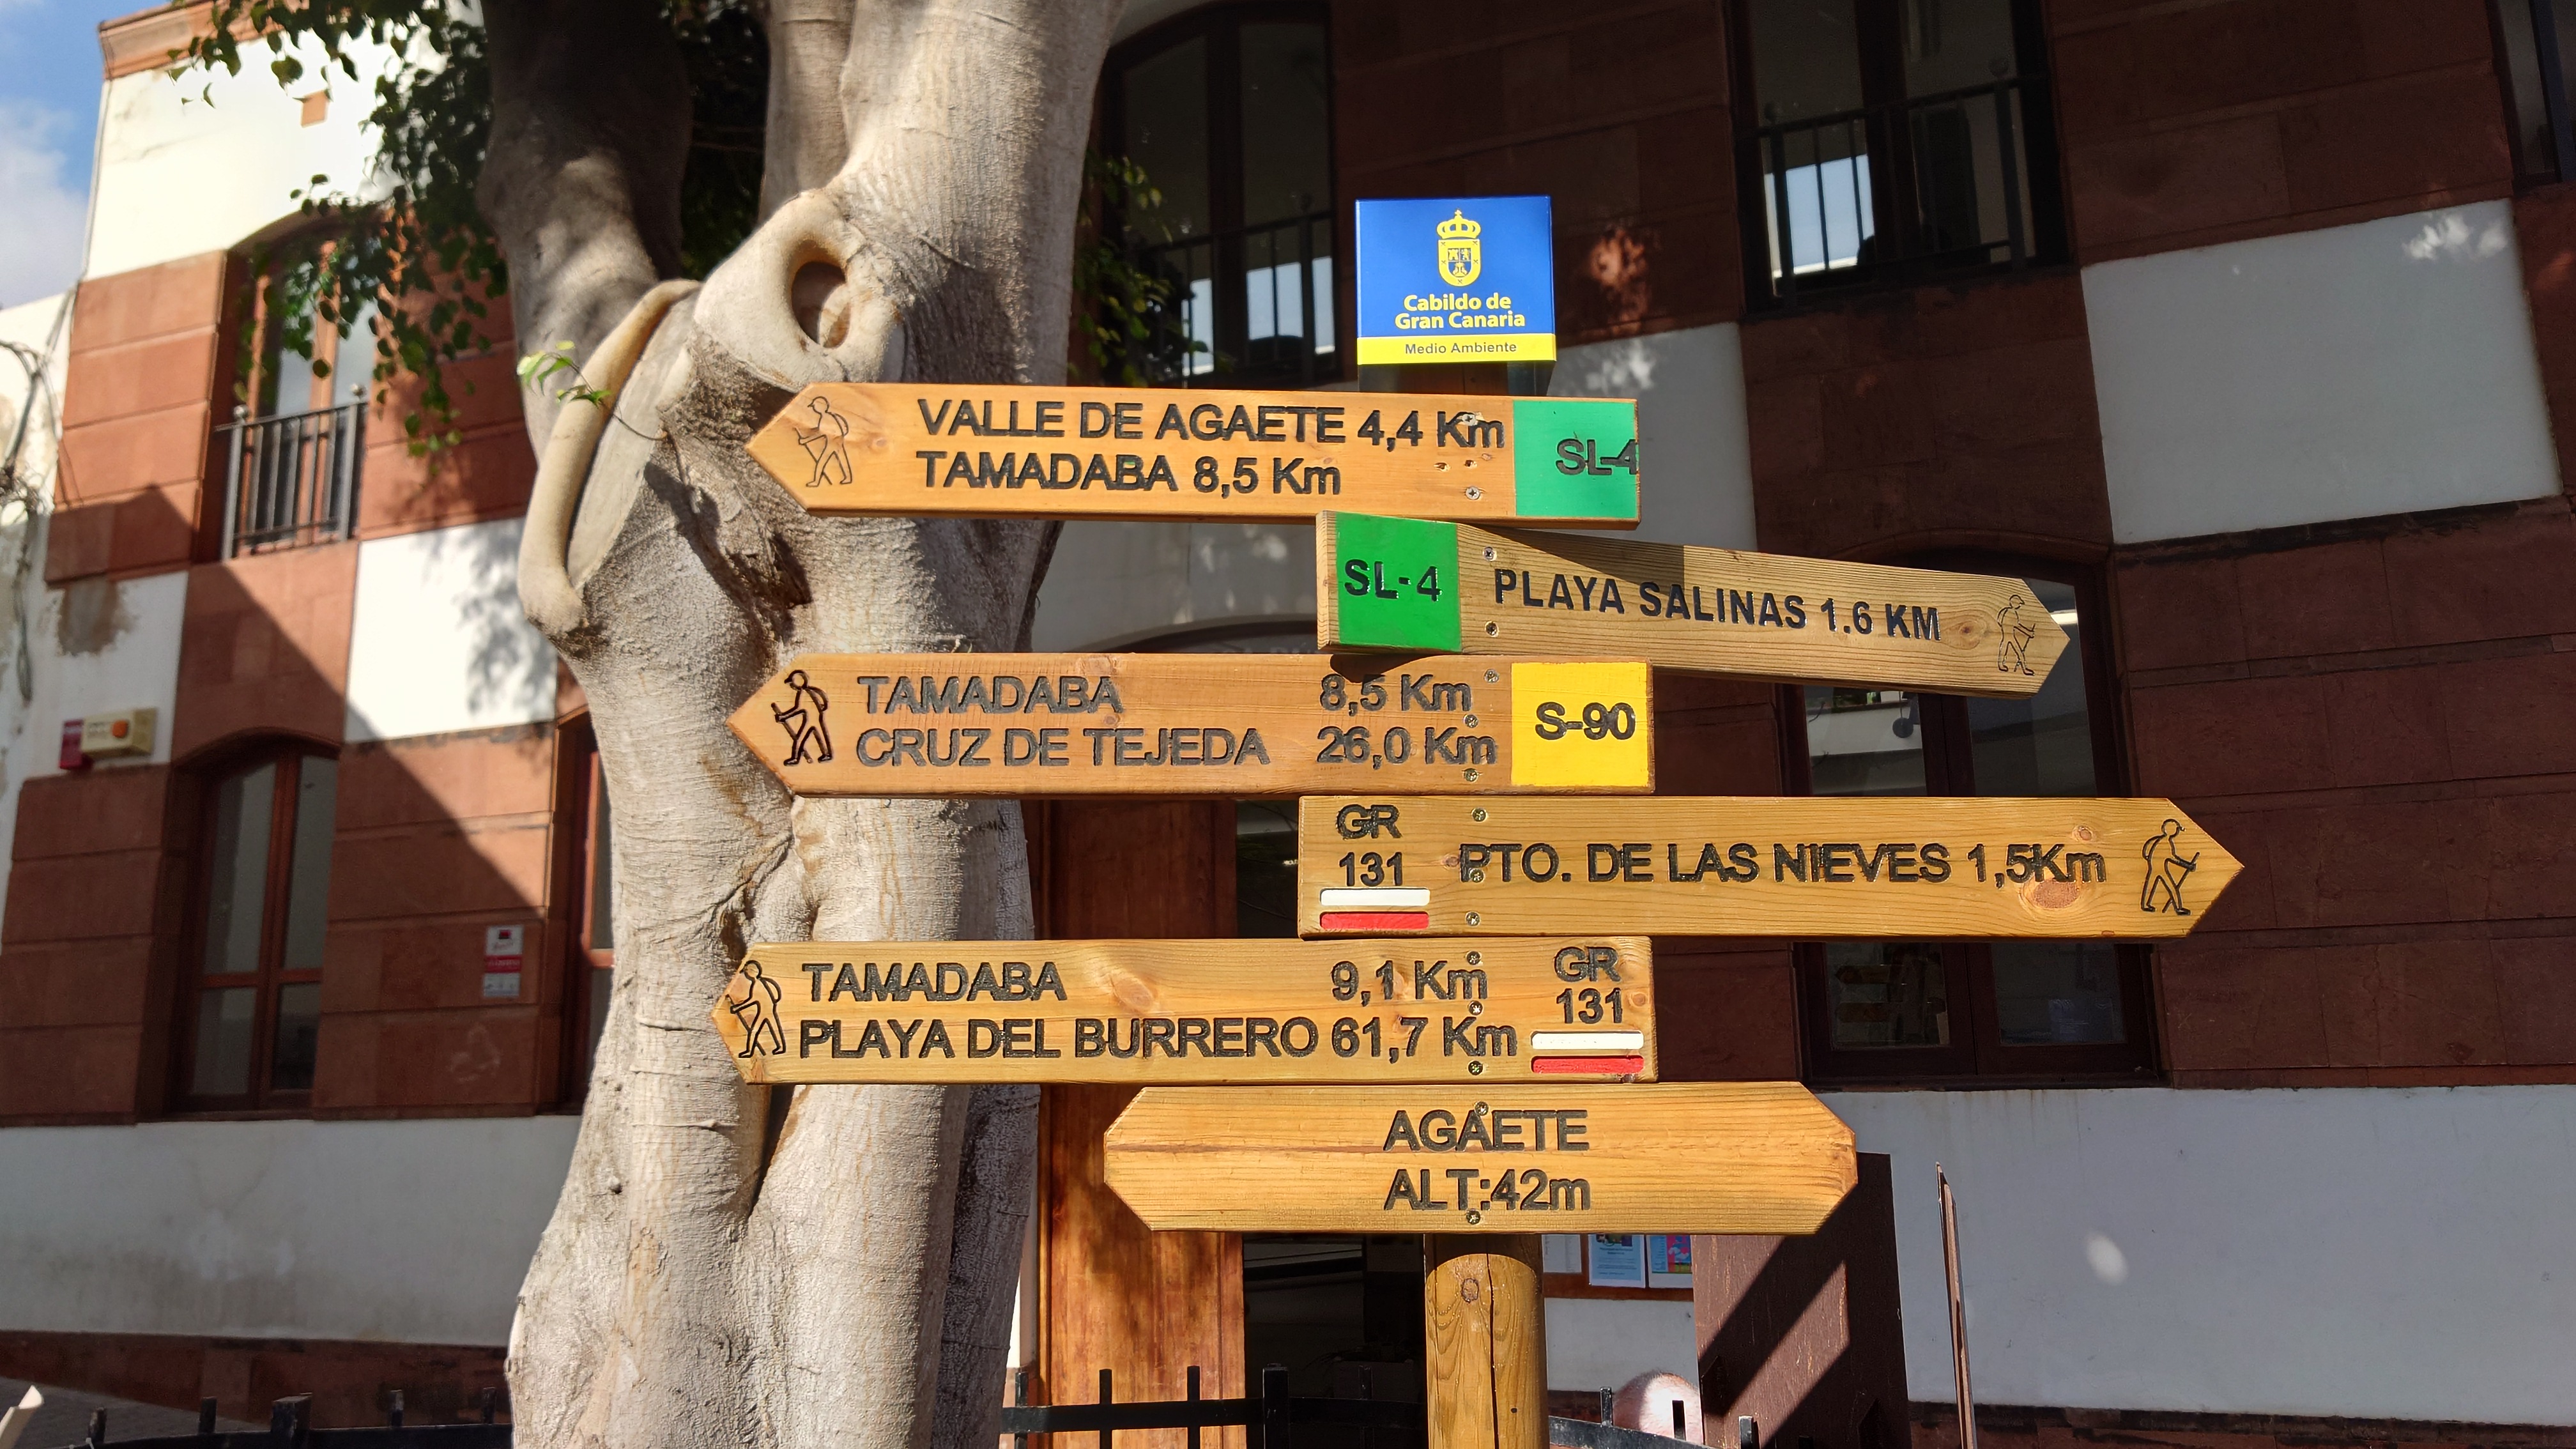 Cabildo de
Gran Canaria
Medio Ambiente
VALLE DE AGAETE 4,4 Km
TAMADABA 8,5 Km
SL-4
SL-4
PLAYA SALINAS 1.6 KM
TAMADABA 8,5 Km
CRUZ DE TEJEDA 26,0 Km
S-90
GR
131
PTO. DE LAS NIEVES 1,5Km
TAMADABA 9,1 Km
PLAYA DEL BURRERO 61,7 Km
GR
131
AGAETE
ALT:42m